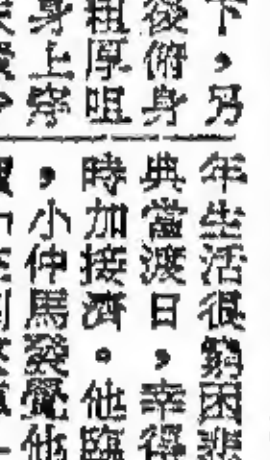 下，
後俯身
粗厚咀
身上穿
年生活很窮困悲
典當渡日，幸得
時加接濟。他臨
，小仲馬發覺他